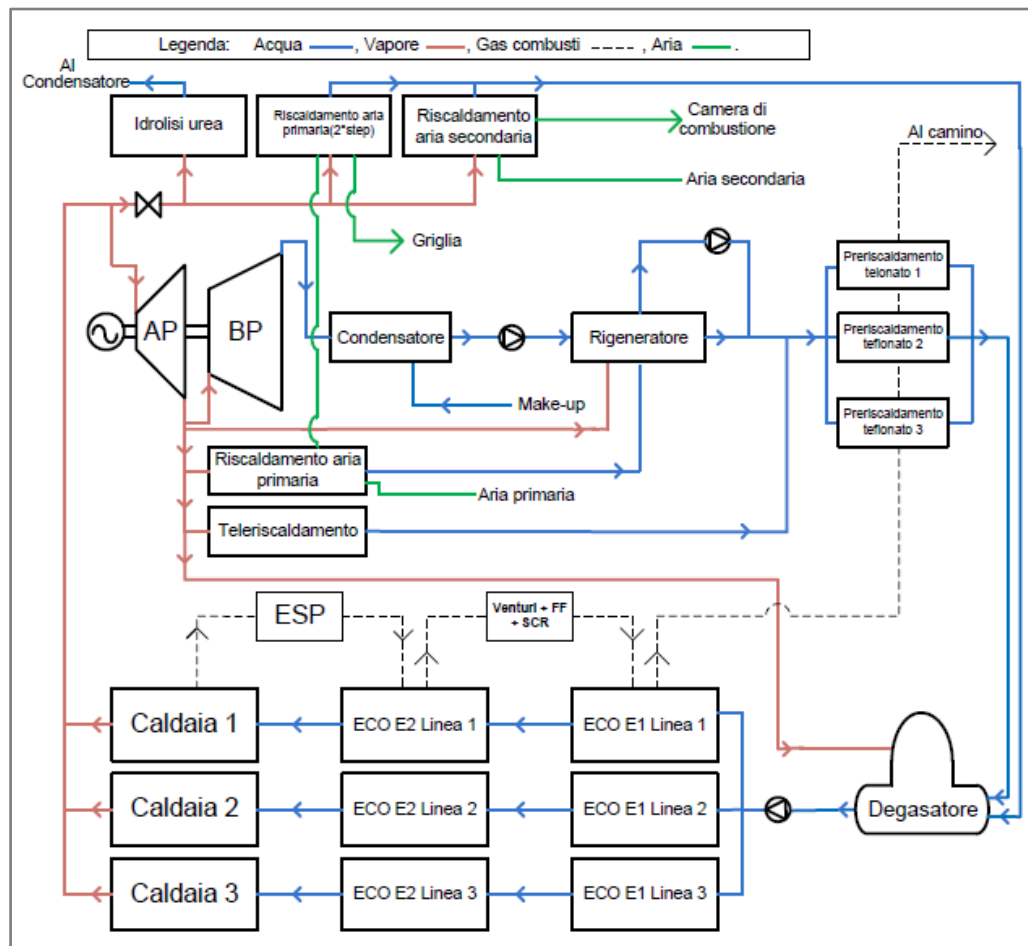 Legenda: Acqua , Vapore , Gas combusti , Aria .
Al
Condensatore
Idrolisi urea
Riscaldamento aria
primaria(2°step)
Riscaldamento
aria secondaria
Camera di
combustione
Al camino
Aria secondaria
Griglia
AP
BP
Condensatore
Rigeneratore
Make-up
Preriscaldamento
telonato 1
Preriscaldamento
teflonato 2
Preriscaldamento
teflonato 3
Riscaldamento aria
primaria
Aria primaria
Teleriscaldamento
ESP
Venturi + FF
+ SCR
Caldaia 1
ECO E2 Linea 1
ECO E1 Linea 1
Caldaia 2
ECO E2 Linea 2
ECO E1 Linea 2
Degasatore
Caldaia 3
ECO E2 Linea 3
ECO E1 Linea 3